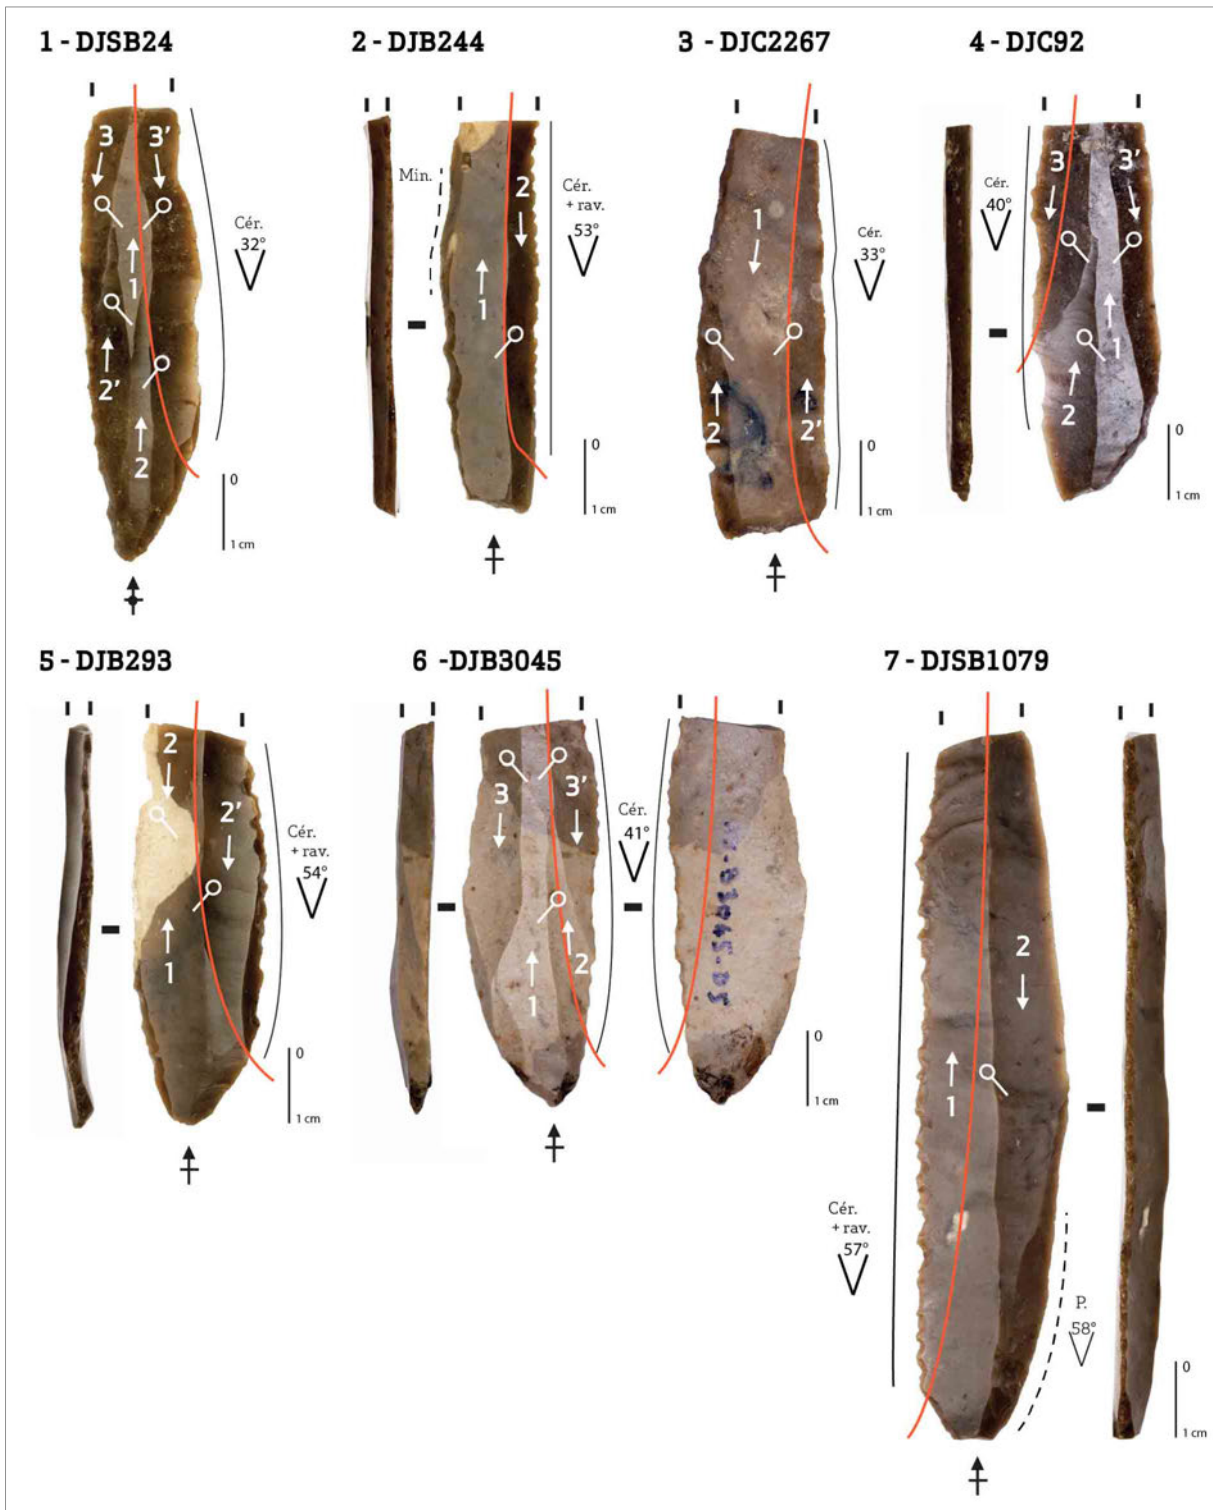 1 - DJSB24
2 - DJB244
3 - DJC2267
4 - DJC92
3
3'
Cér.
32°
1
2'
2
0
1 cm
Min.
2
Cér.
+ rav.
53°
1
0
1 cm
1
Cér.
33°
2
2'
0
1 cm
Cér.
40°
3
3'
1
2
0
1 cm
5 - DJB293
6 -DJB3045
7 - DJSB1079
2
2'
Cér.
+ rav.
54°
1
0
1 cm
3
3'
Cér.
41°
1
2
0
1 cm
2
1
Cér.
+ rav.
57°
P.
58°
0
1 cm